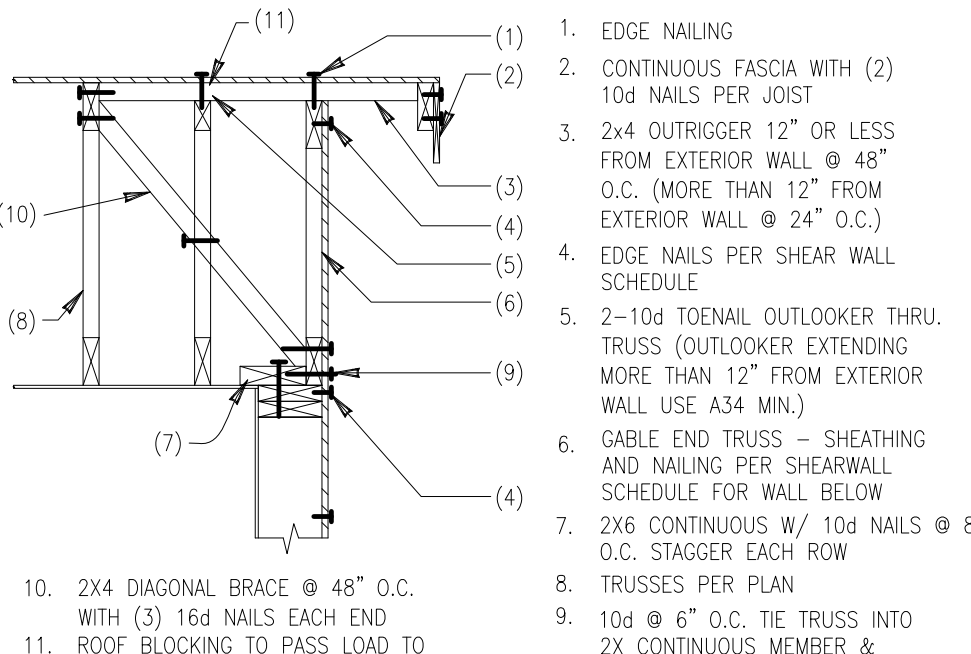 (11)
(1)
(2)
(3)
(10)
(4)
(5)
(6)
(8)
(9)
(7)
(4)
1. EDGE NAILING
2. CONTINUOUS FASCIA WITH (2)
10d NAILS PER JOIST
3. 2x4 OUTRIGGER 12" OR LESS
FROM EXTERIOR WALL @ 48"
O.C. (MORE THAN 12" FROM
EXTERIOR WALL @ 24" O.C.)
4. EDGE NAILS PER SHEAR WALL
SCHEDULE
5. 2-10d TOENAIL OUTLOOKER THRU.
TRUSS (OUTLOOKER EXTENDING
MORE THAN 12" FROM EXTERIOR
WALL USE A34 MIN.)
6. GABLE END TRUSS - SHEATHING
AND NAILING PER SHEARWALL
SCHEDULE FOR WALL BELOW
7. 2X6 CONTINUOUS W/ 10d NAILS @ 8
O.C. STAGGER EACH ROW
8. TRUSSES PER PLAN
9. 10d @ 6" O.C. TIE TRUSS INTO
2X CONTINUOUS MEMBER &
10. 2X4 DIAGONAL BRACE @ 48" O.C.
WITH (3) 16d NAILS EACH END
11. ROOF BLOCKING TO PASS LOAD TO